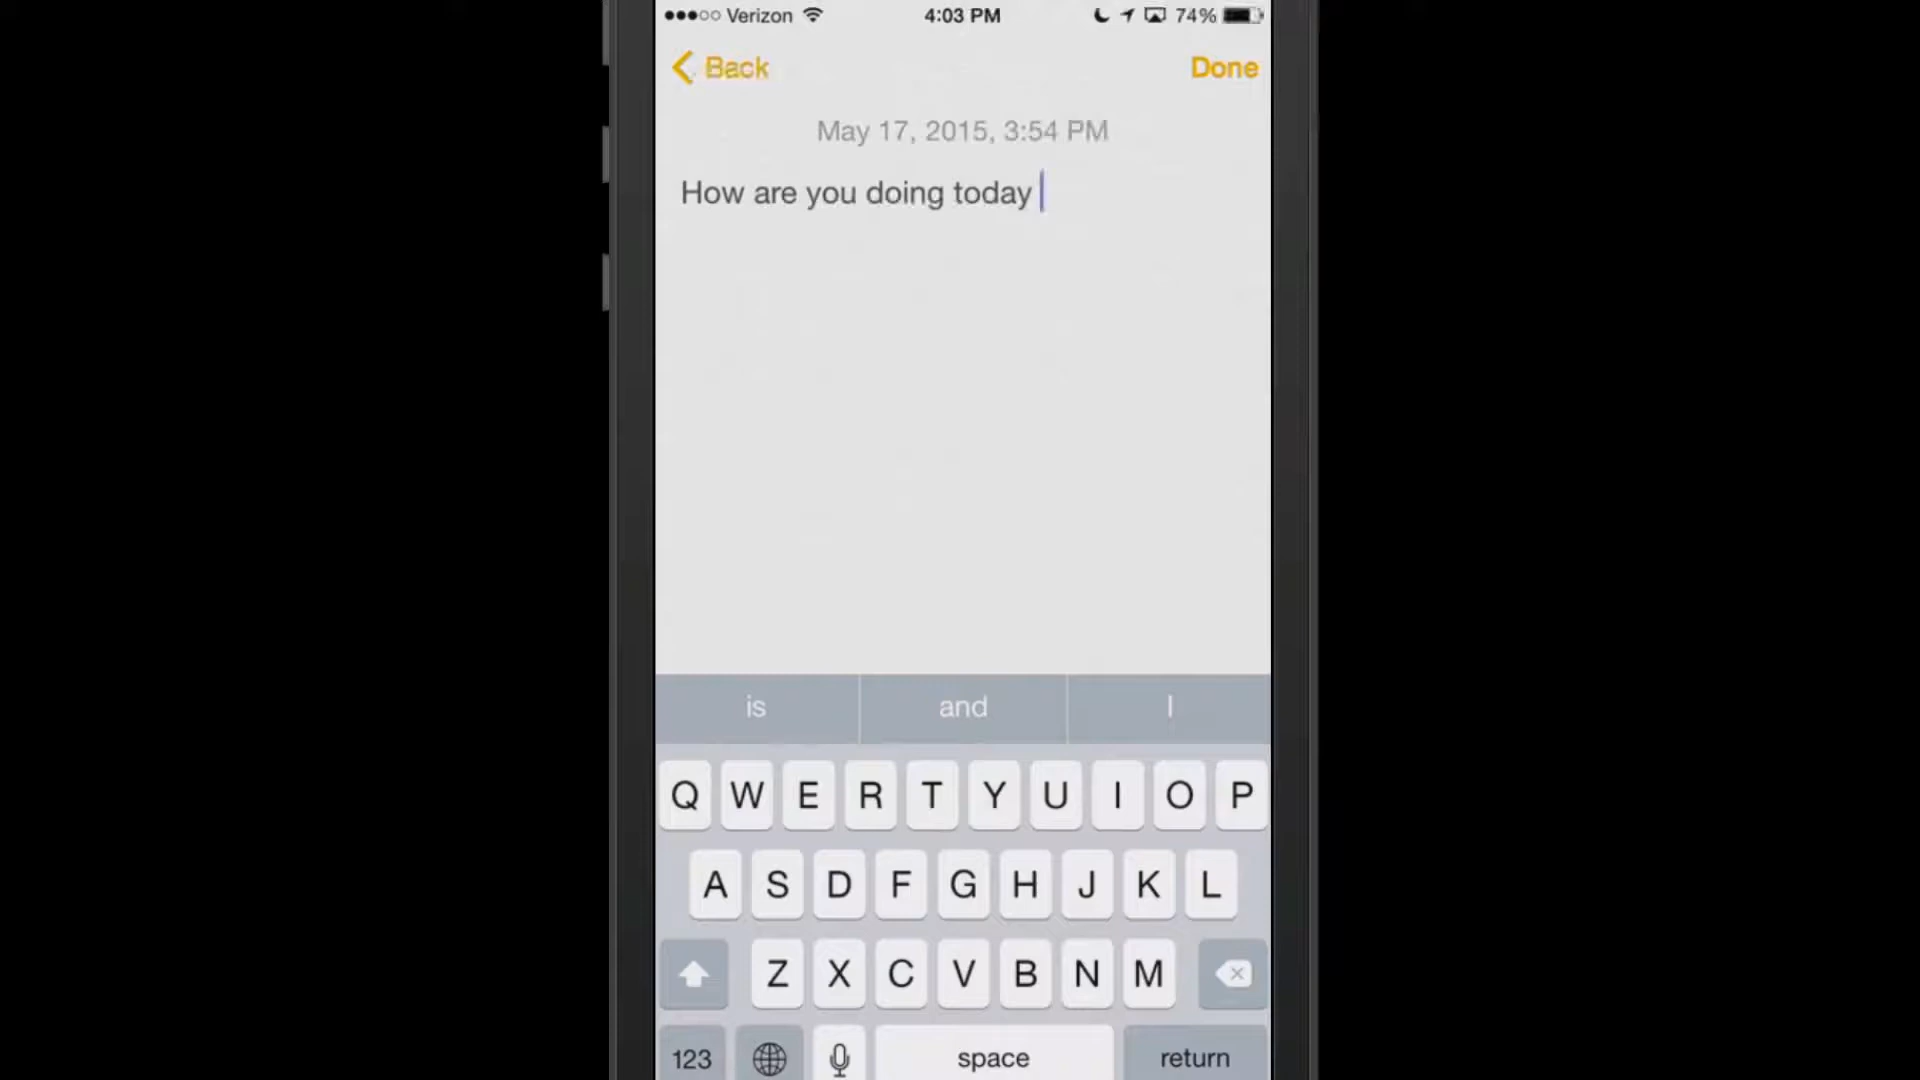 Verizon 4:03 PM 74%
Back Done
May 17, 2015, 3:54 PM
How are you doing today
is and I
Q W E R T Y U I O P
A S D F G H J K L
Z X C V B N M
123 space return